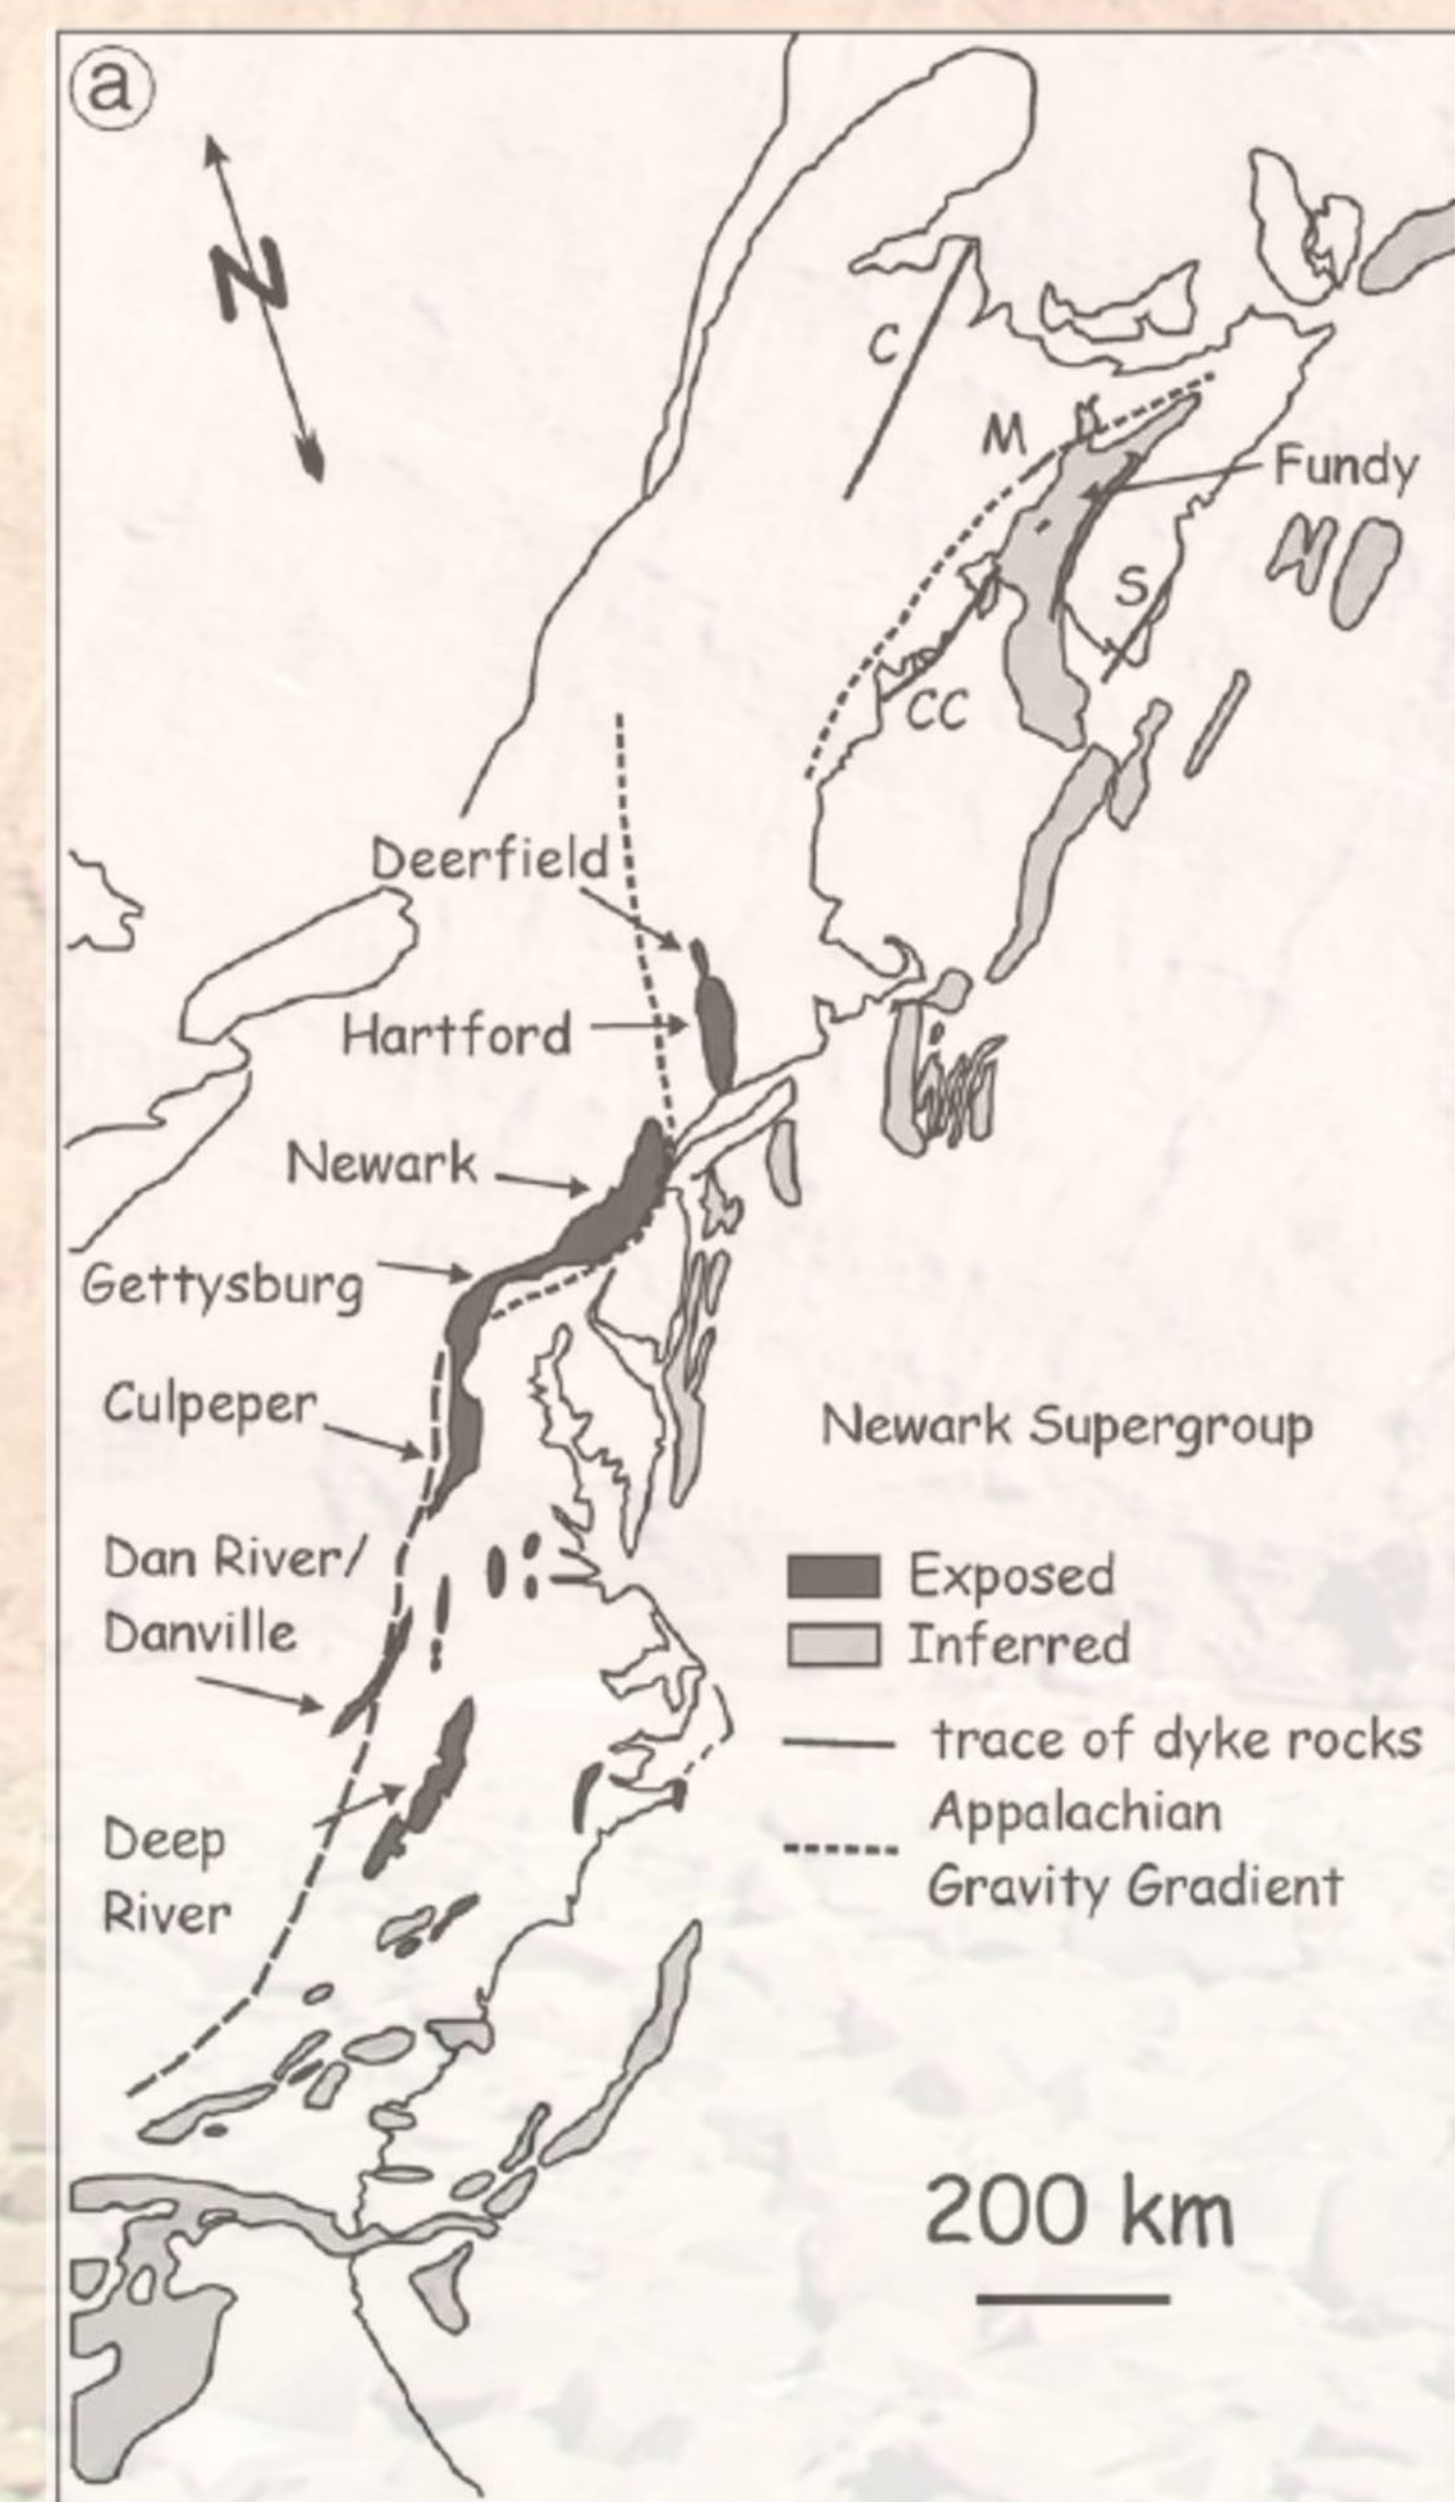 a
N
C
M
Fundy
S
CC
Deerfield
Hartford
Newark
Gettysburg
Culpeper
Newark Supergroup
Dan River/
Danville
Exposed
Inferred
trace of dyke rocks
Appalachian
Gravity Gradient
Deep
River
200 km